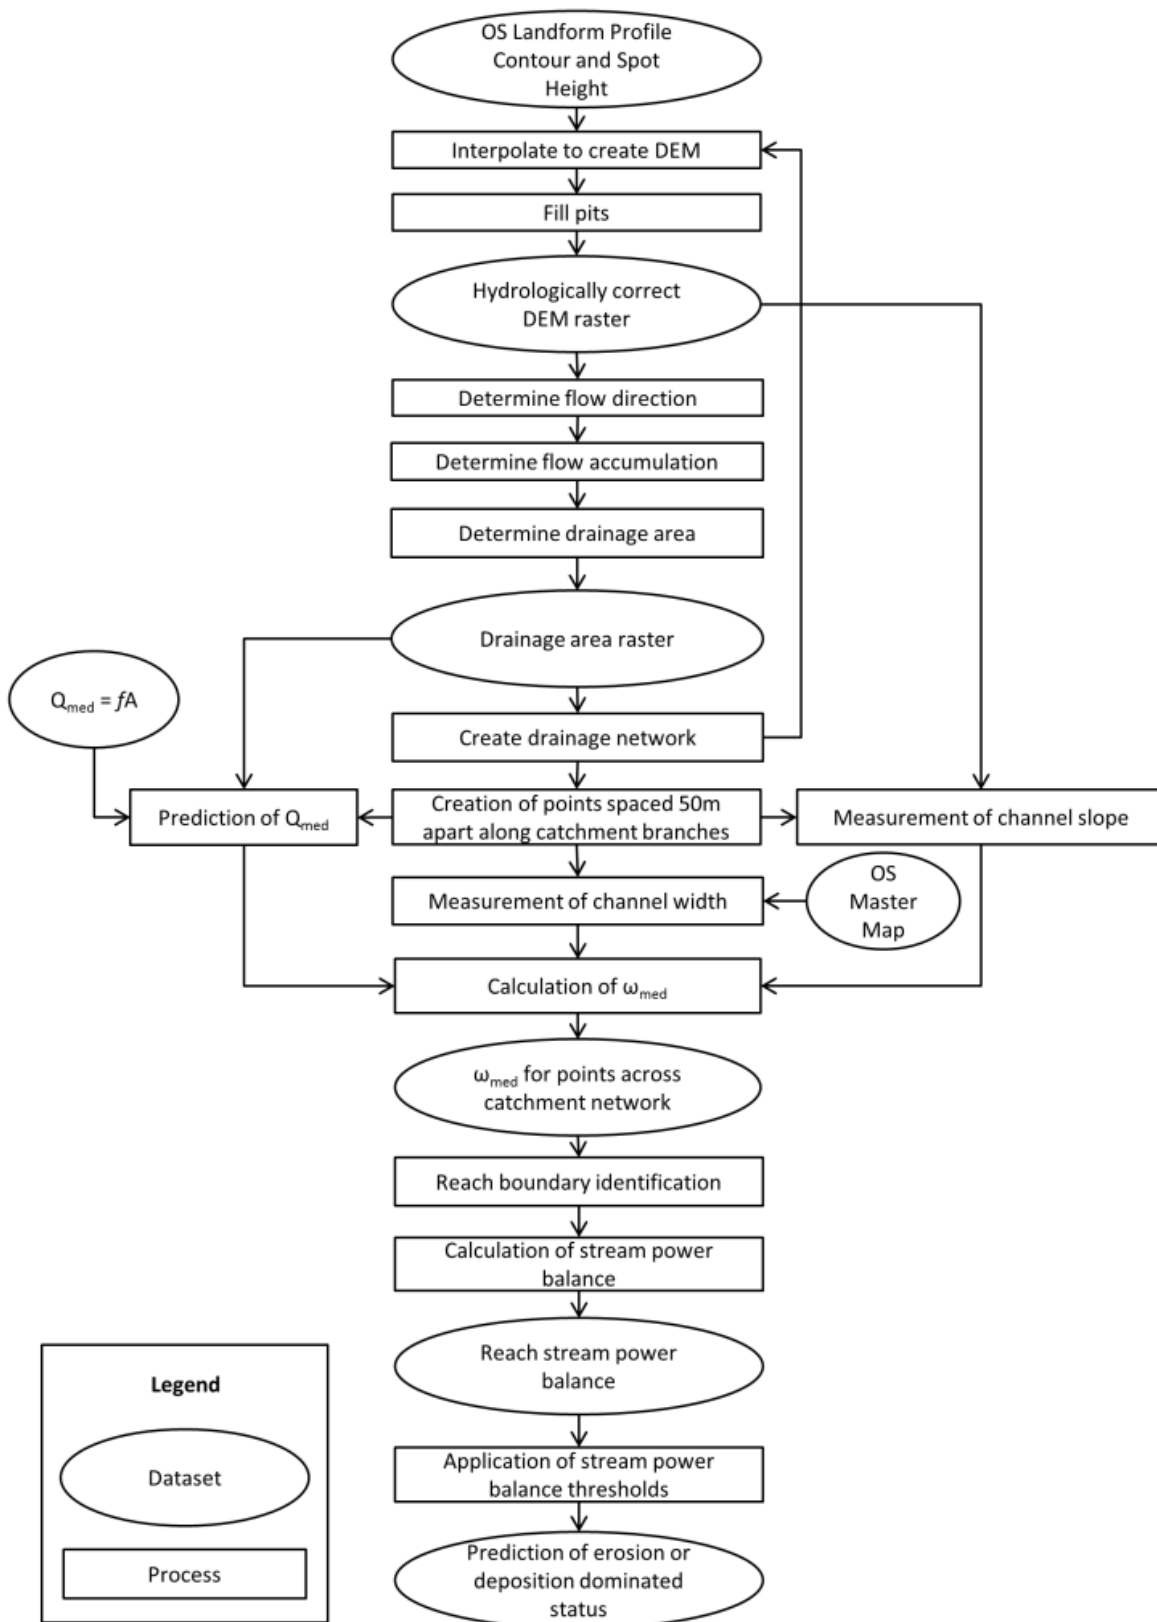 OS Landform Profile
Contour and Spot
Height
Interpolate to create DEM
Fill pits
Hydrologically correct
DEM raster
Determine flow direction
Determine flow accumulation
Determine drainage area
Drainage area raster
Qmed = fA
Create drainage network
Prediction of Qmed
Creation of points spaced 50m
apart along catchment branches
Measurement of channel slope
Measurement of channel width
OS
Master
Map
Calculation of ωmed
ωmed for points across
catchment network
Reach boundary identification
Calculation of stream power
balance
Reach stream power
balance
Application of stream power
balance thresholds
Prediction of erosion or
deposition dominated
status
Legend
Dataset
Process